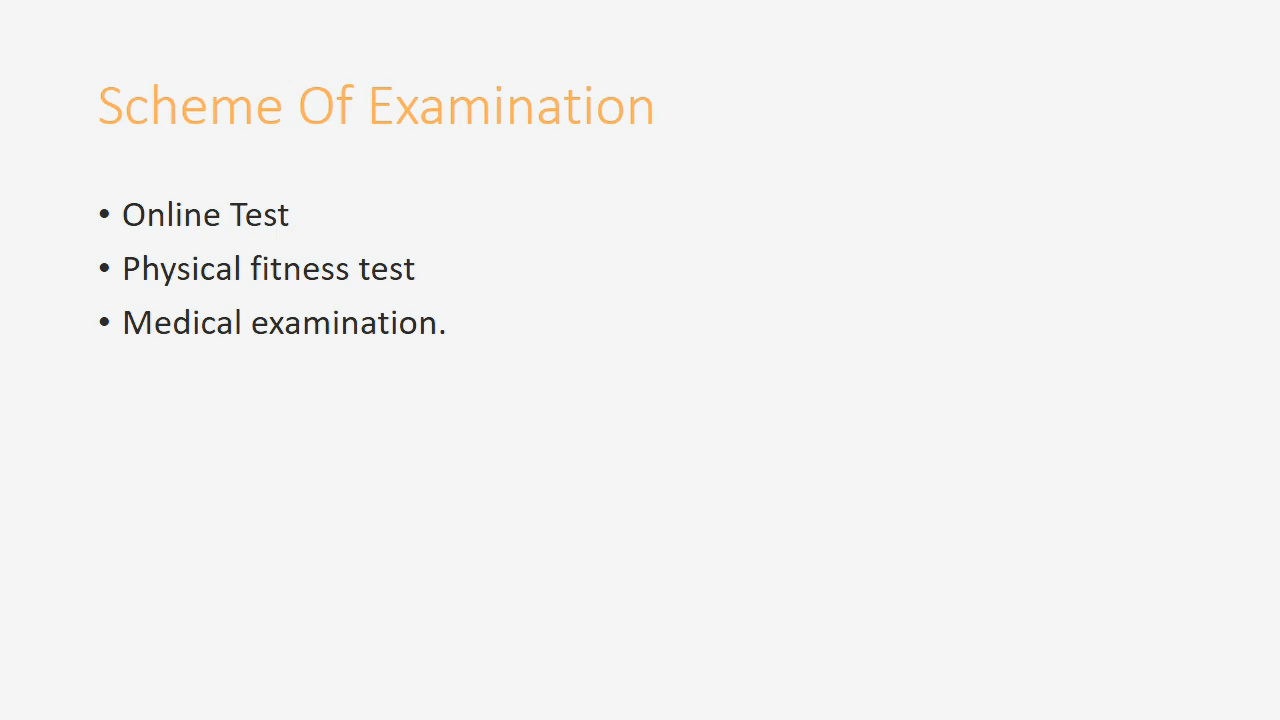 Scheme Of Examination
• Online Test
• Physical fitness test
• Medical examination.